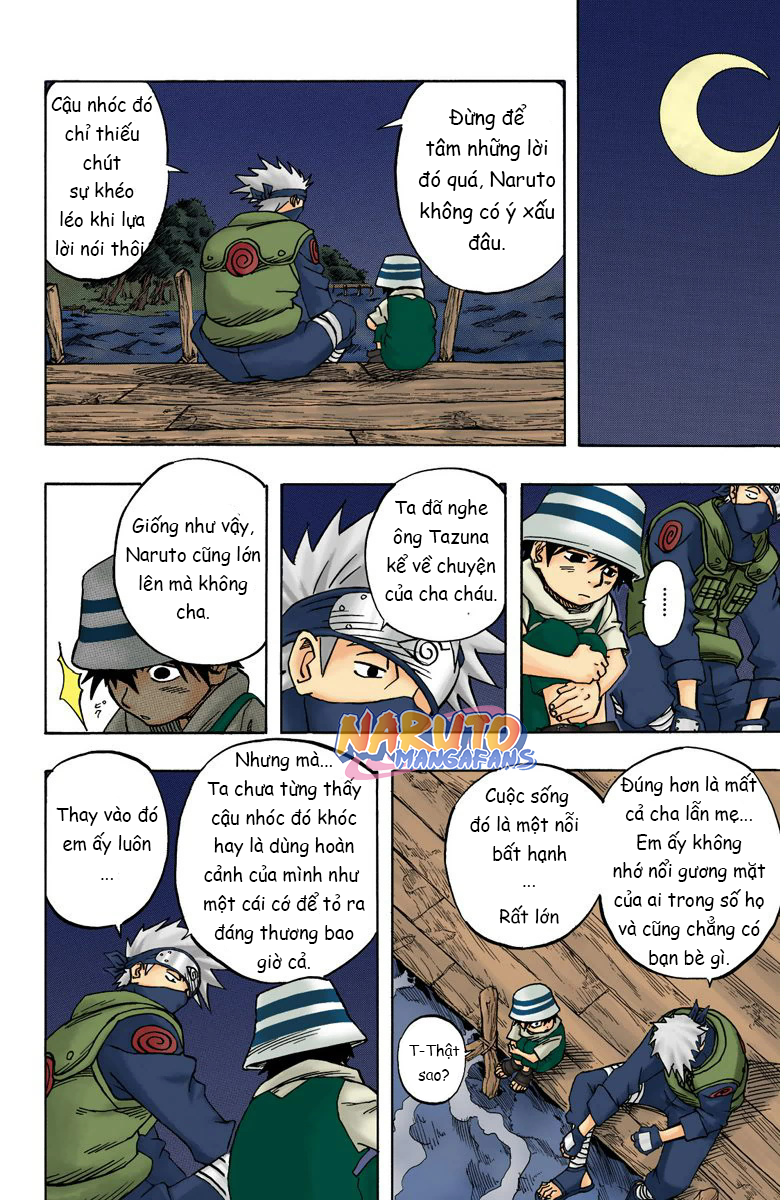 Đừng để
tâm những lời
đó quá, Naruto
không có ý xấu
đâu.
Cậu nhóc đó
chỉ thiếu
chút
sự khéo
léo khi lựa
lời nói thôi
........
Ta đã nghe
ông Tazuna
kể về chuyện
của cha cháu.
Giống như vậy,
Naruto cũng lớn
lên mà không
cha.
NARUTO
MANGAFANS
Đúng hơn là mất
cả cha lẫn mẹ...
Em ấy không
nhớ nổi gương mặt
của ai trong số họ
và cũng chẳng có
bạn bè gì.
Cuộc sống
đó là một nỗi
bất hạnh
...
Rất lớn
T-Thật
sao?
Nhưng mà...
Ta chưa từng thấy
cậu nhóc đó khóc
hay là dùng hoàn
cảnh của mình như
một cái cớ để tỏ ra
đáng thương bao
giờ cả.
Thay vào đó
em ấy luôn
...